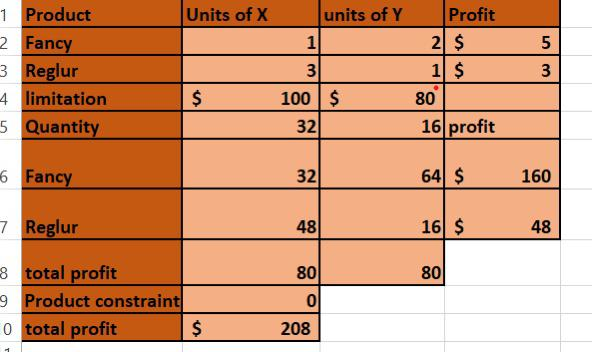 1 Product Units of X units of Y Profit
2 Fancy 1 2 $ 5
3 Reglur 3 1 $ 3
4 limitation $ 100 $ 80
5 Quantity 32 16 profit
6 Fancy 32 64 $ 160
7 Reglur 48 16 $ 48
8 total profit 80 80
9 Product constraint 0
0 total profit $ 208